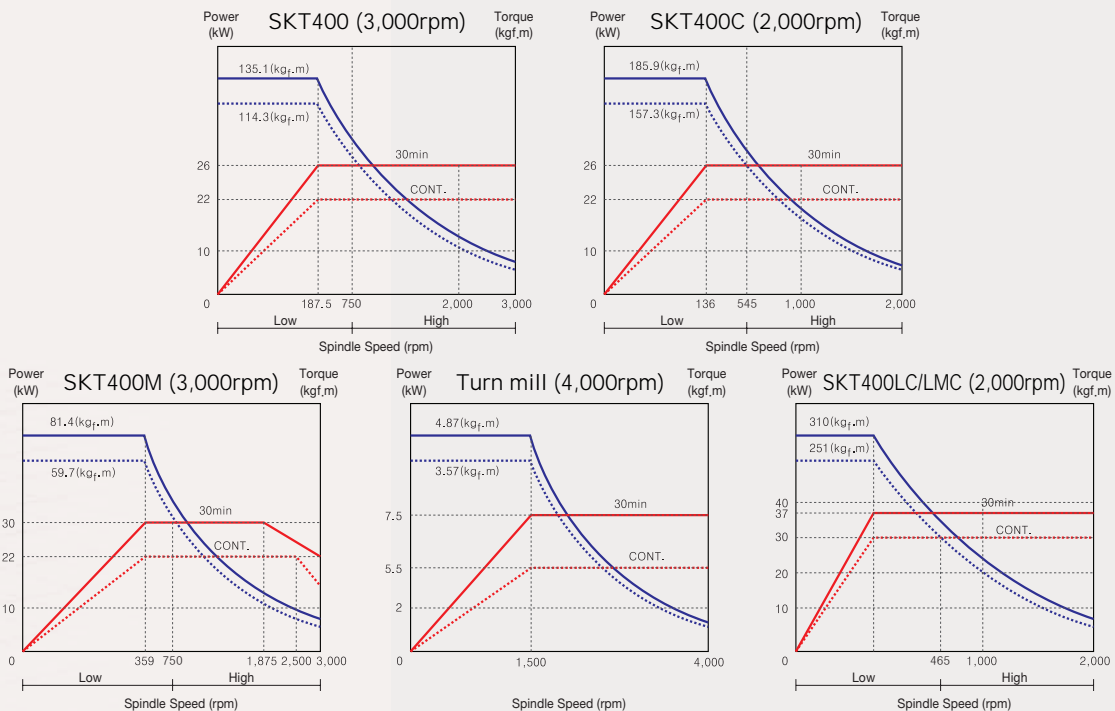 Power
(kW)
SKT400 (3,000rpm)
Torque
(kgf,m)
135.1(kgf.m)
114.3(kgf.m)
30min
26
CONT.
22
10
0
187.5
750
2,000
3,000
Low
High
Spindle Speed (rpm)
Power
(kW)
SKT400C (2,000rpm)
Torque
(kgf,m)
185.9(kgf.m)
157.3(kgf.m)
30min
26
CONT.
22
10
0
136
545
1,000
2,000
Low
High
Spindle Speed (rpm)
Power
(kW)
SKT400M (3,000rpm)
Torque
(kgf,m)
81.4(kgf.m)
59.7(kgf.m)
30min
30
CONT.
22
10
0
359
750
1,875
2,500
3,000
Low
High
Spindle Speed (rpm)
Power
(kW)
Turn mill (4,000rpm)
Torque
(kgf,m)
4.87(kgf.m)
3.57(kgf.m)
30min
7.5
CONT.
5.5
2
0
1,500
4,000
Spindle Speed (rpm)
Power
(kW)
SKT400LC/LMC (2,000rpm)
Torque
(kgf,m)
310(kgf.m)
251(kgf.m)
40
30min
37
CONT.
30
20
10
0
465
1,000
2,000
Low
High
Spindle Speed (rpm)